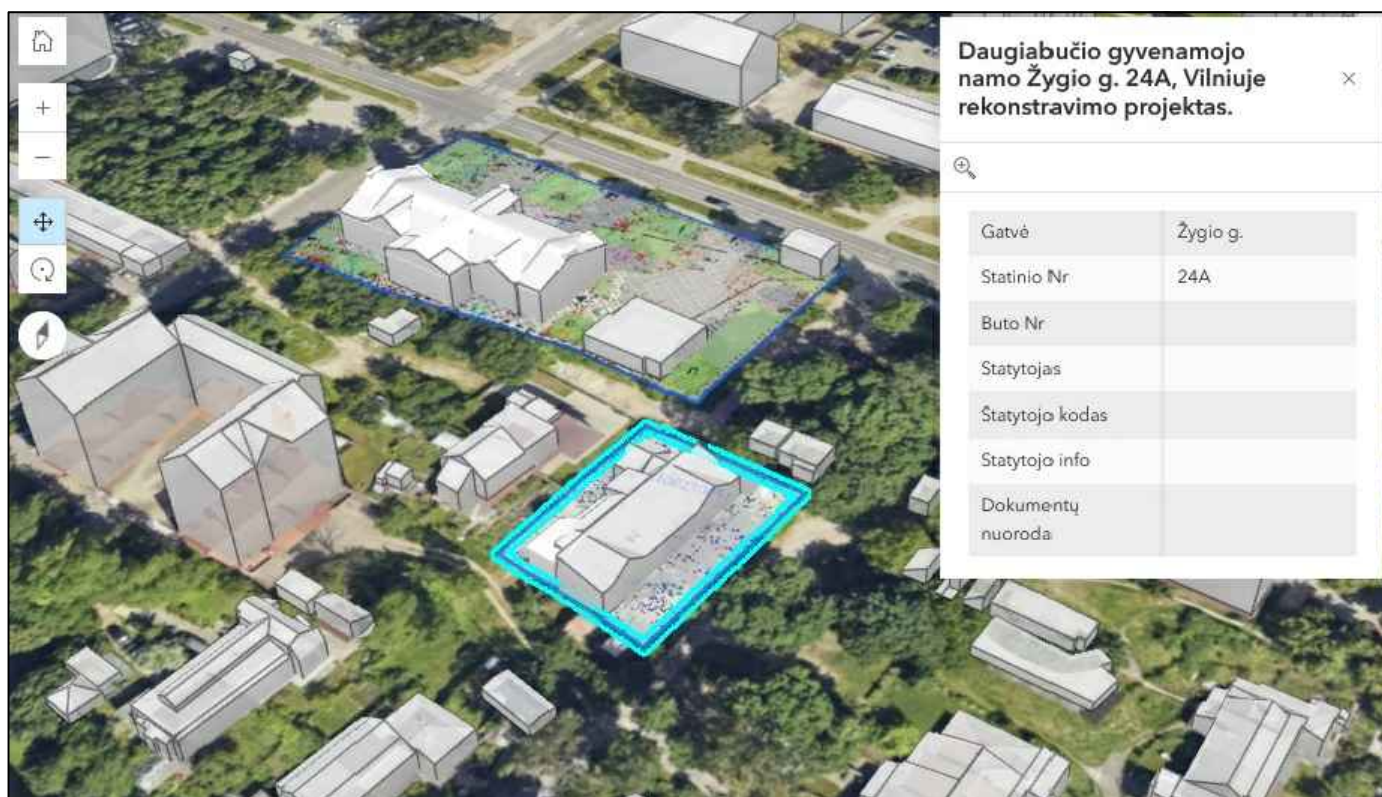 Daugiabučio gyvenamojo
namo Žygio g. 24A, Vilniuje
rekonstravimo projektas.
Gatvė Žygio g.
Statinio Nr 24A
Buto Nr
Statytojas
Statytojo kodas
Statytojo info
Dokumentų
nuoroda